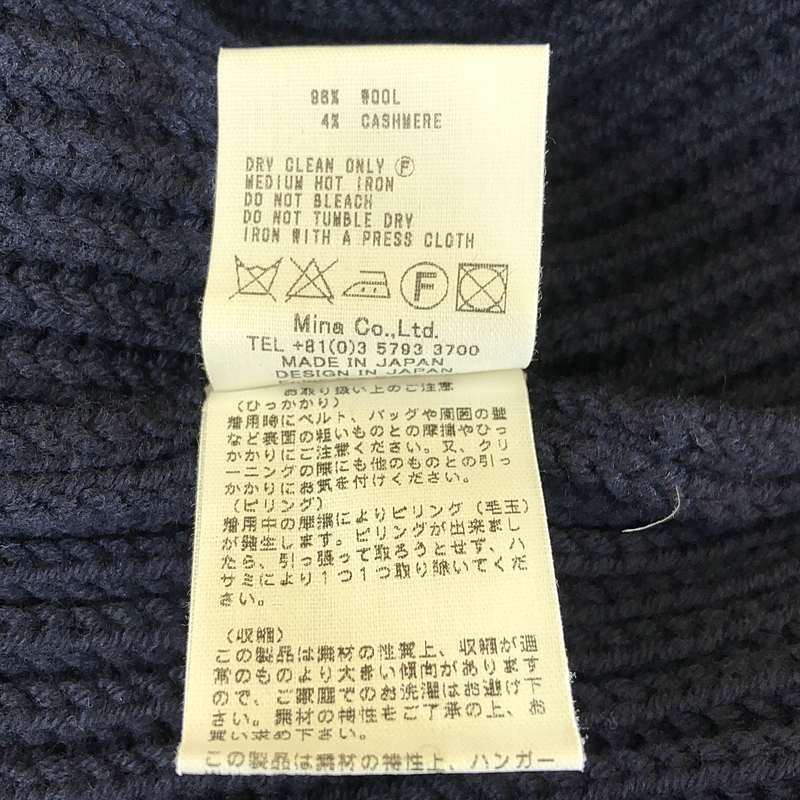 96% WOOL
4% CASHMERE
DRY CLEAN ONLY Ⓕ
MEDIUM HOT IRON
DO NOT BLEACH
DO NOT TUMBLE DRY
IRON WITH A PRESS CLOTH
F
Mina Co.,Ltd.
TEL +81(0)3 5793 3700
MADE IN JAPAN
DESIGN IN JAPAN
お取り扱い上のご注意
(ひっかかり)
着用時にベルト、バッグや周囲の壁
など表面の粗いものとの摩擦やひっ
かかりにご注意ください。又、クリ
ーニングの際にも他のものとの引っ
かかりにお気を付けください。
(ピリング)
着用中の摩擦によりピリング(毛玉)
が発生します。ピリングが出来まし
たら、引っ張って取ろうとせず、ハ
サミにより1つ1つ取り除いてくだ
さい。
(収縮)
この製品は素材の性質上、収縮が通
常のものより大きい傾向があります
ので、ご家庭でのお洗濯はお避け下
さい。素材の特性をご了承の上、お
買い求め下さい。
この製品は素材の特性上、ハンガー